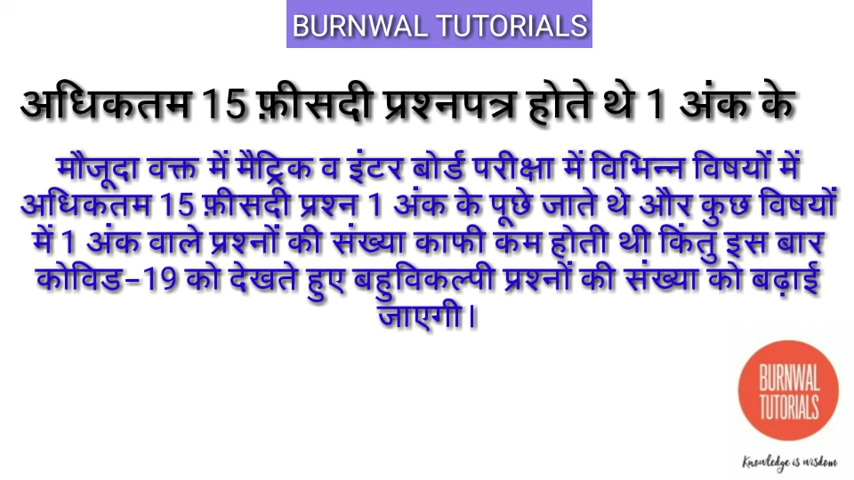 BURNWAL TUTORIALS
अधिकतम 15 फ़ीसदी प्रश्नपत्र होते थे 1 अंक के
मौजूदा वक्त में मैट्रिक व इंटर बोर्ड परीक्षा में विभिन्न विषयों में
अधिकतम 15 फ़ीसदी प्रश्न 1 अंक के पूछे जाते थे और कुछ विषयों
में 1 अंक वाले प्रश्नों की संख्या काफी कम होती थी किंतु इस बार
कोविड-19 को देखते हुए बहुविकल्पी प्रश्नों की संख्या को बढ़ाई
जाएगी।
BURNWAL
TUTORIALS
Knowledge is wisdom